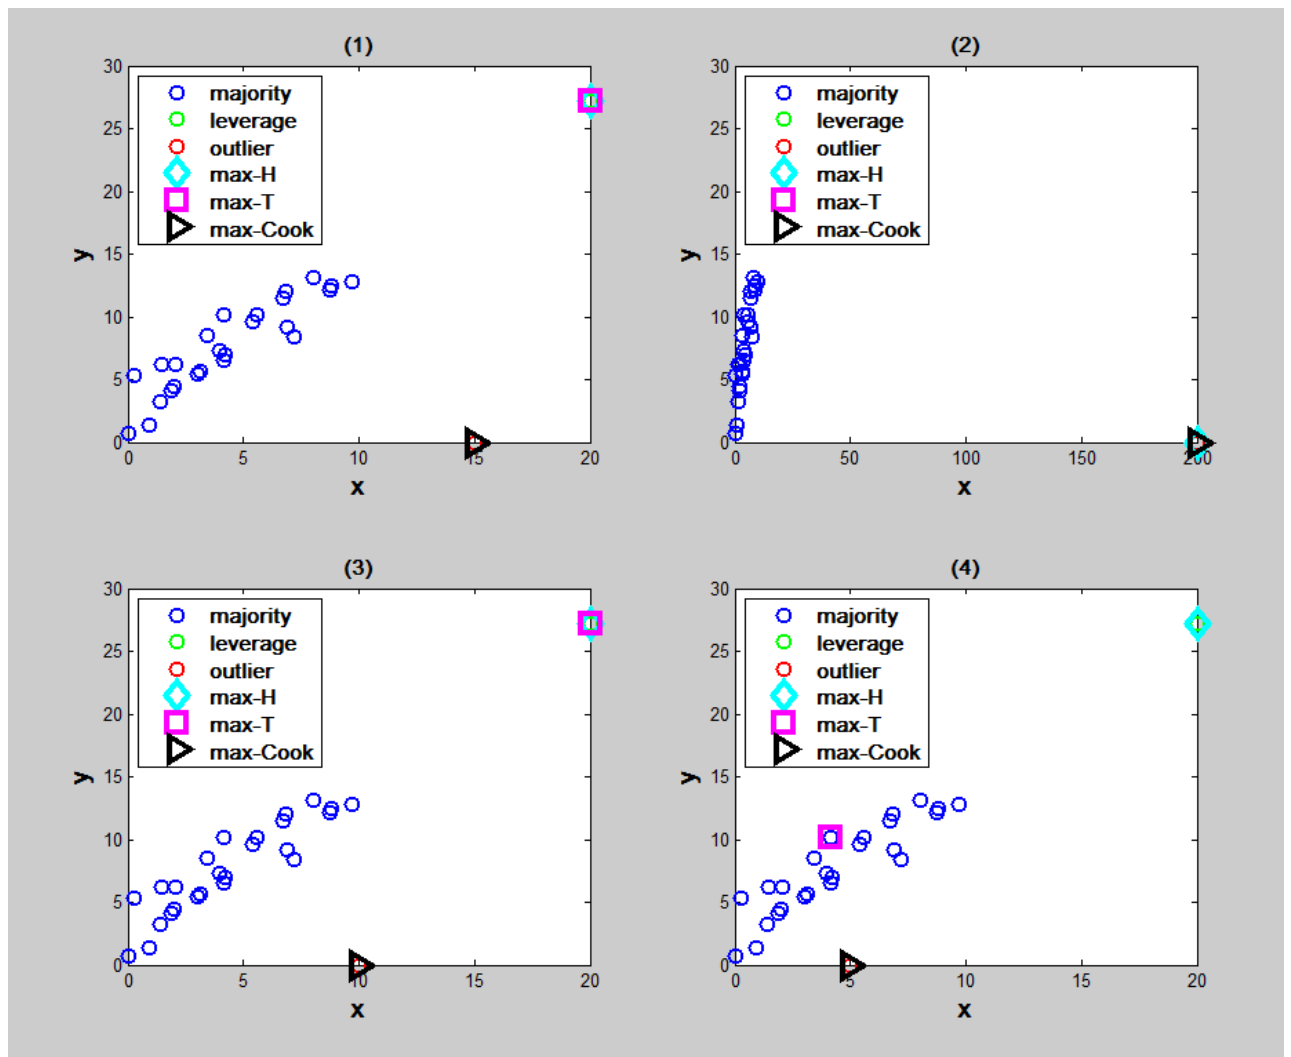 (1)
30
25
20
15
10
5
0
majority
leverage
outlier
max-H
max-T
max-Cook
y
0 5 10 15 20
x
(2)
30
25
20
15
10
5
0
majority
leverage
outlier
max-H
max-T
max-Cook
y
0 50 100 150 200
x
(3)
30
25
20
15
10
5
0
majority
leverage
outlier
max-H
max-T
max-Cook
y
0 5 10 15 20
x
(4)
30
25
20
15
10
5
0
majority
leverage
outlier
max-H
max-T
max-Cook
y
0 5 10 15 20
x